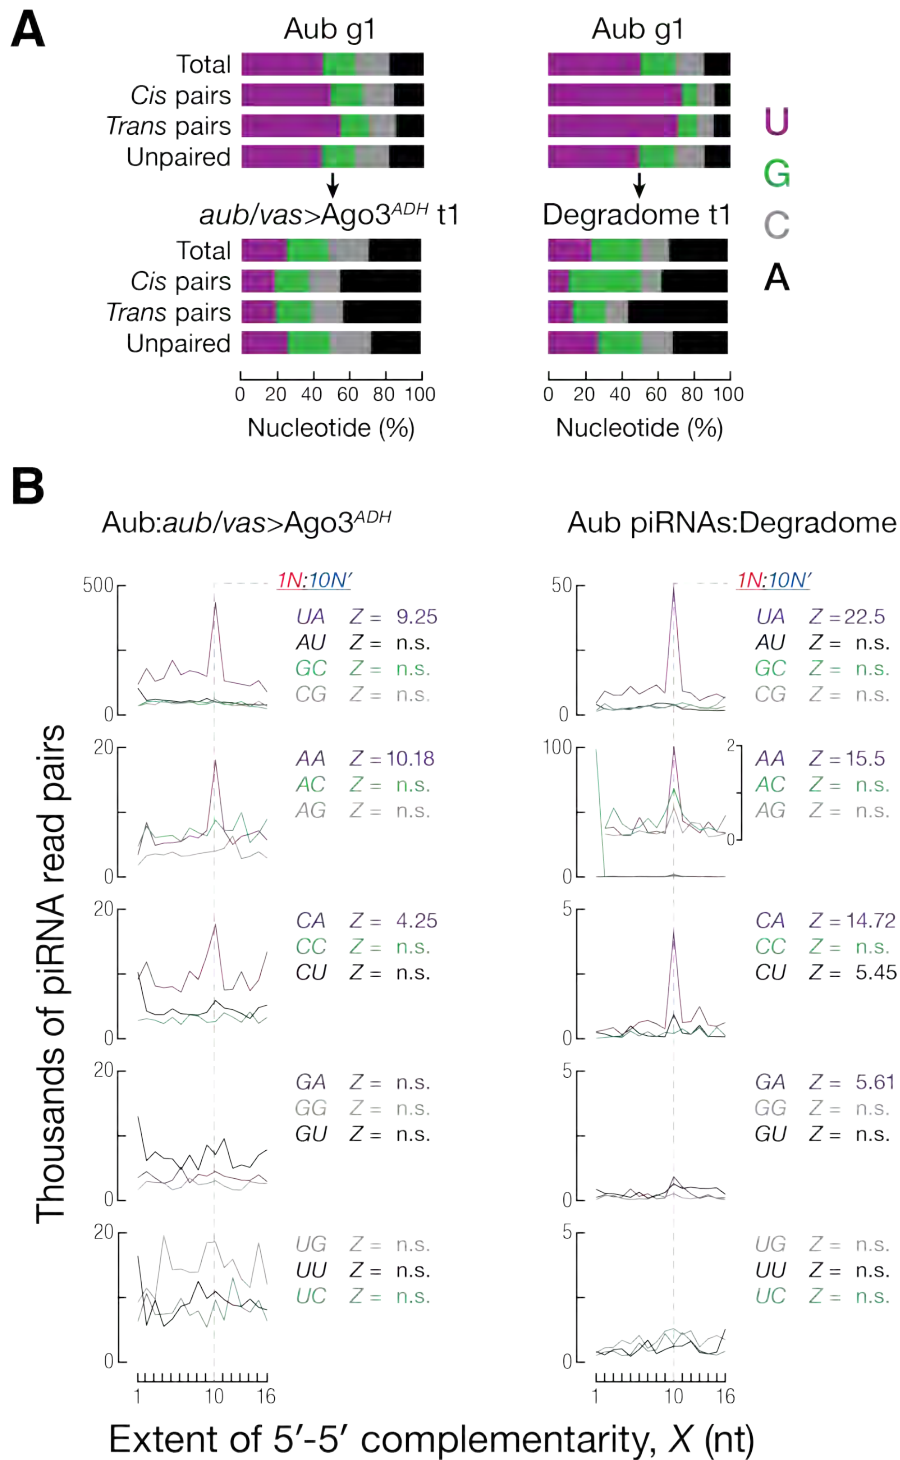 A
Aub g1 Aub g1
Total
Cis pairs
Trans pairs
Unpaired
U
G
C
A
aub/vas>Ago3ADH t1 Degradome t1
Total
Cis pairs
Trans pairs
Unpaired
0 20 40 60 80 100 0 20 40 60 80 100
Nucleotide (%) Nucleotide (%)
B
Aub:aub/vas>Ago3ADH Aub piRNAs:Degradome
Thousands of piRNA read pairs
500 1N:10N′
UA Z = 9.25
AU Z = n.s.
GC Z = n.s.
CG Z = n.s.
0
50 1N:10N′
UA Z = 22.5
AU Z = n.s.
GC Z = n.s.
CG Z = n.s.
0
20
AA Z = 10.18
AC Z = n.s.
AG Z = n.s.
0
100 2
AA Z = 15.5
AC Z = n.s.
1
AG Z = n.s.
0
0
20
CA Z = 4.25
CC Z = n.s.
CU Z = n.s.
0
5
CA Z = 14.72
CC Z = n.s.
CU Z = 5.45
0
20
GA Z = n.s.
GG Z = n.s.
GU Z = n.s.
0
5
GA Z = 5.61
GG Z = n.s.
GU Z = n.s.
0
20
UG Z = n.s.
UU Z = n.s.
UC Z = n.s.
0
5
UG Z = n.s.
UU Z = n.s.
UC Z = n.s.
0
1 10 16 1 10 16
Extent of 5′-5′ complementarity, X (nt)